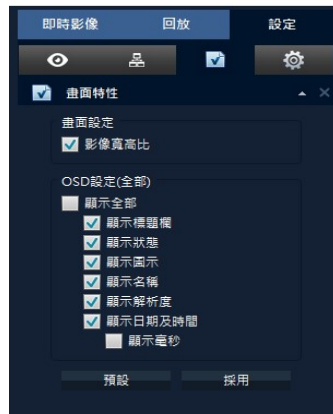 即時影像 回放 設定
畫面特性
畫面設定
影像寬高比
OSD設定(全部)
顯示全部
顯示標題欄
顯示狀態
顯示圖示
顯示名稱
顯示解析度
顯示日期及時間
顯示毫秒
預設 採用